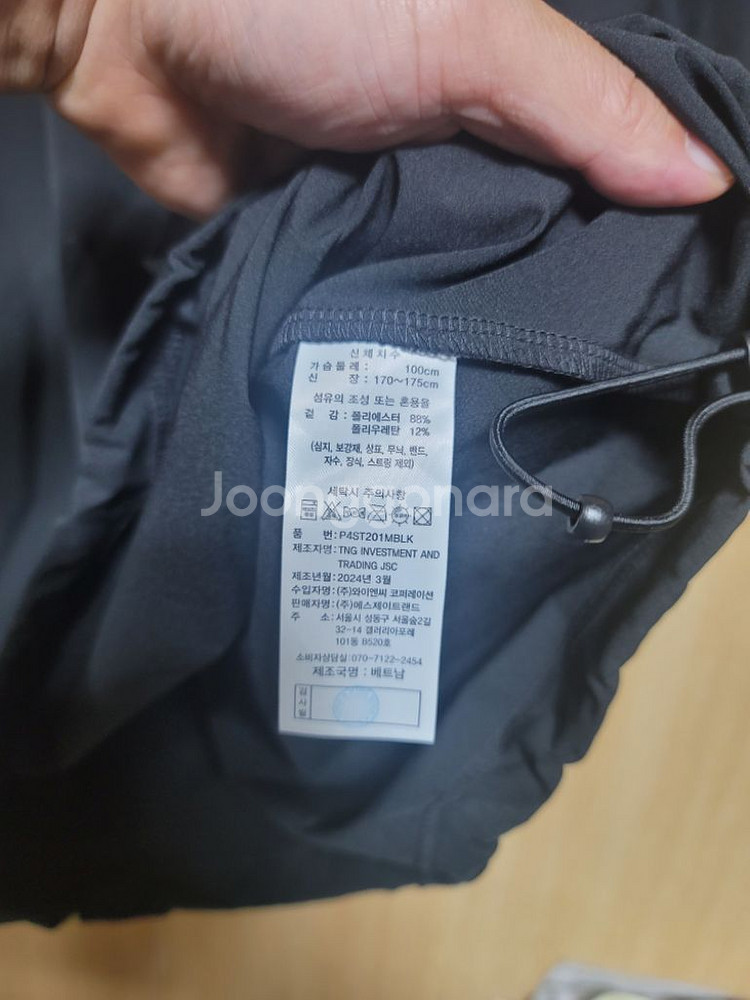 신체치수
가슴둘레 : 100cm
신 장 : 170~175cm
섬유의 조성 또는 혼용율
겉 감 : 폴리에스터 88%
폴리우레탄 12%
(심지, 보강재, 상표, 무늬, 밴드,
자수, 장식, 스트링 제외)
세탁시 주의사항
Joongonara
품 번: P4ST201MBLK
제조자명: TNG INVESTMENT AND
TRADING JSC
제조년월: 2024년 3월
수입자명: (주)와이앤씨 코퍼레이션
판매자명: (주)에스제이트랜드
주 소: 서울시 성동구 서울숲2길
32-14 갤러리아포레
101동 B520호
소비자상담실: 070-7122-2454
제조국명 : 베트남
검사필